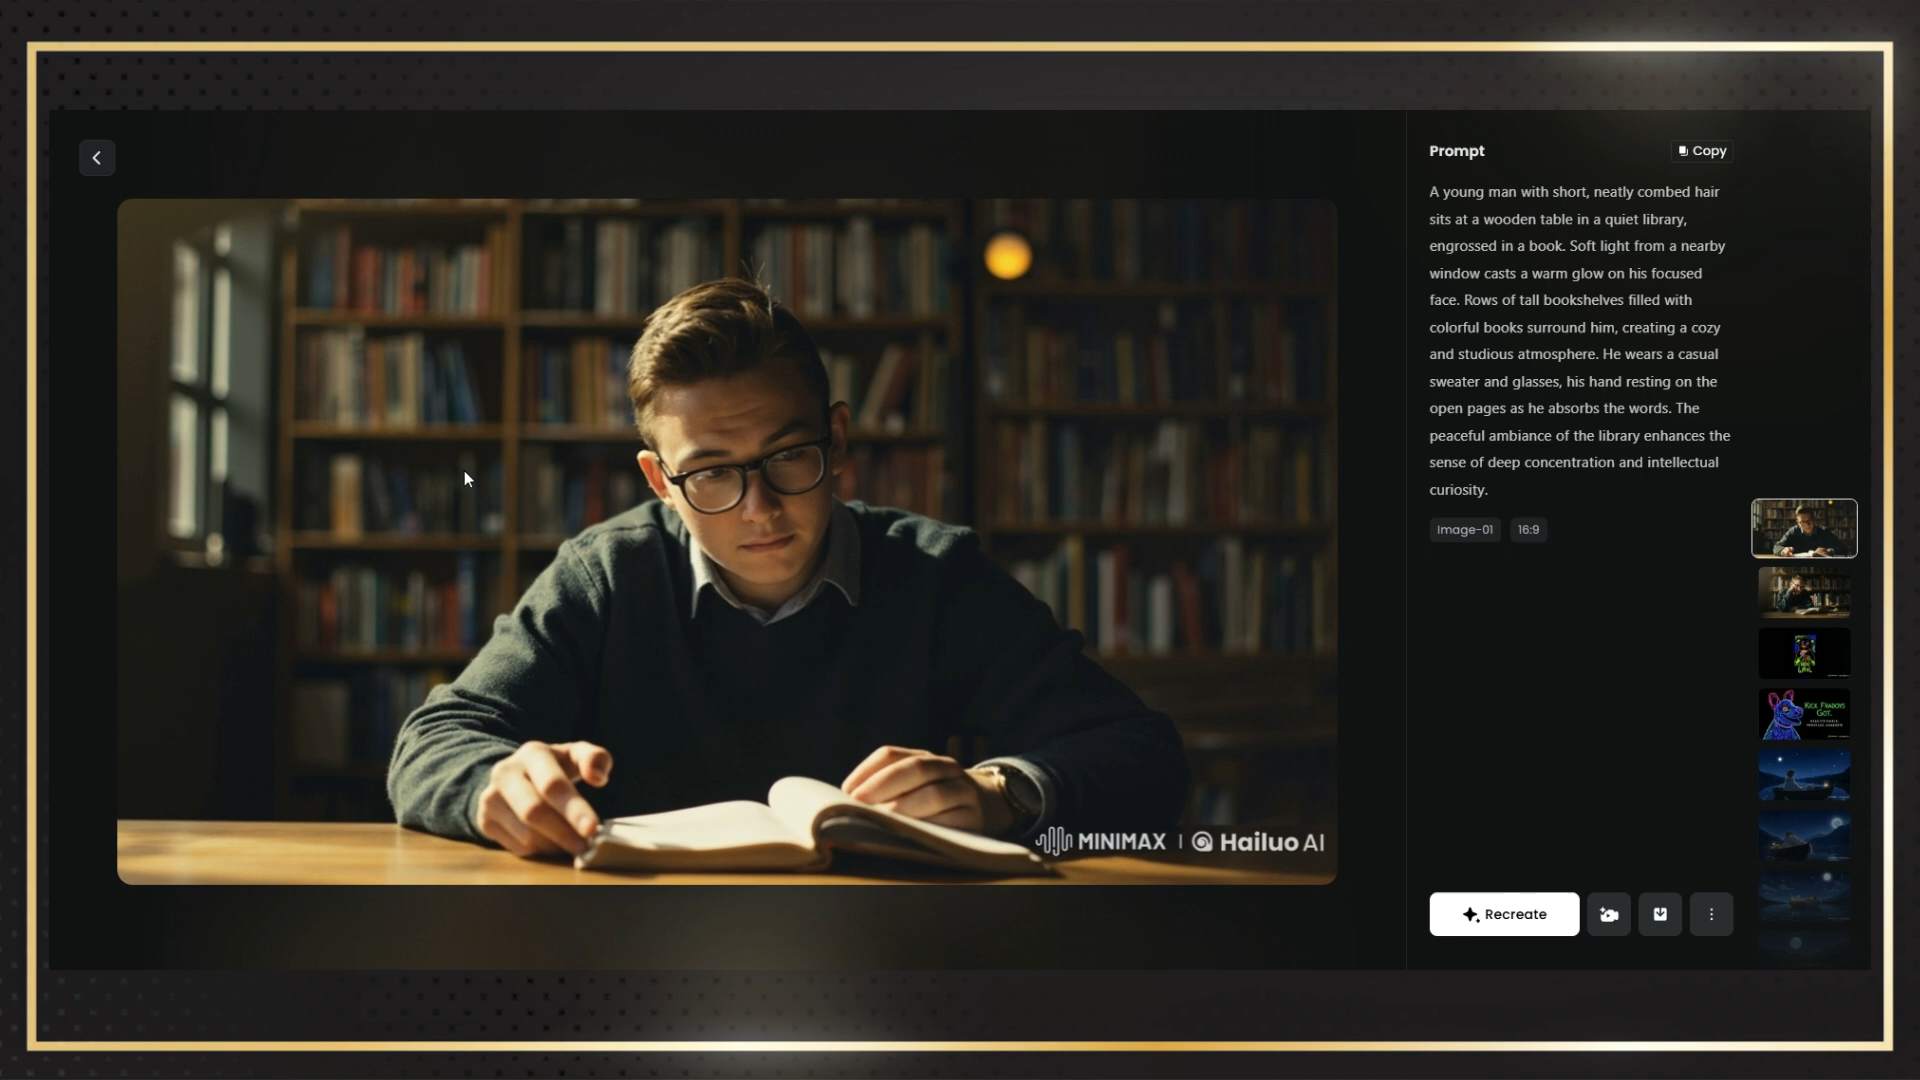 Prompt
Copy
A young man with short, neatly combed hair
sits at a wooden table in a quiet library,
engrossed in a book. Soft light from a nearby
window casts a warm glow on his focused
face. Rows of tall bookshelves filled with
colorful books surround him, creating a cozy
and studious atmosphere. He wears a casual
sweater and glasses, his hand resting on the
open pages as he absorbs the words. The
peaceful ambiance of the library enhances the
sense of deep concentration and intellectual
curiosity.
Image-01 16:9
MINIMAX | Hailuo AI
Recreate